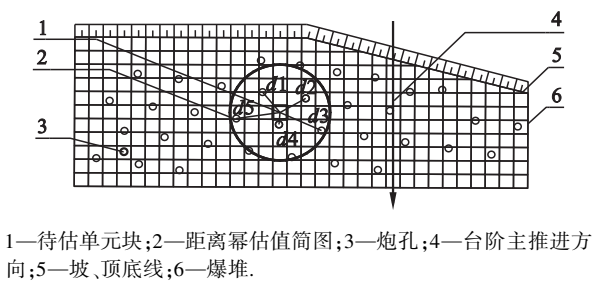 1
2
3
4
5
6
d1
d2
d3
d4
d5
1—待估单元块;2—距离幂估值简图;3—炮孔;4—台阶主推进方
向;5—坡、顶底线;6—爆堆.